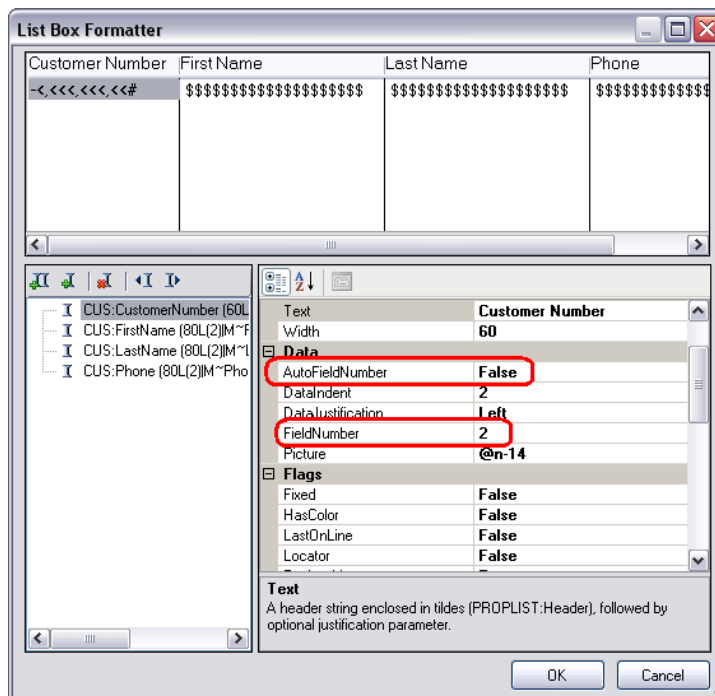 List Box Formatter
Customer Number First Name Last Name Phone
-<,<<<,<<<,<<# $$$$$$$$$$$$$$$$$$$$ $$$$$$$$$$$$$$$$$$$$ $$$$$$$$$$$$$
CUS:CustomerNumber (60L
CUS:FirstName (80L(2)|M~F
CUS:LastName (80L(2)|M~L
CUS:Phone (80L(2)|M~Pho
Text Customer Number
Width 60
Data
AutoFieldNumber False
DataIndent 2
DataJustification Left
FieldNumber 2
Picture @n-14
Flags
Fixed False
HasColor False
LastOnLine False
Locator False
Text
A header string enclosed in tildes (PROPLIST:Header), followed by
optional justification parameter.
OK Cancel